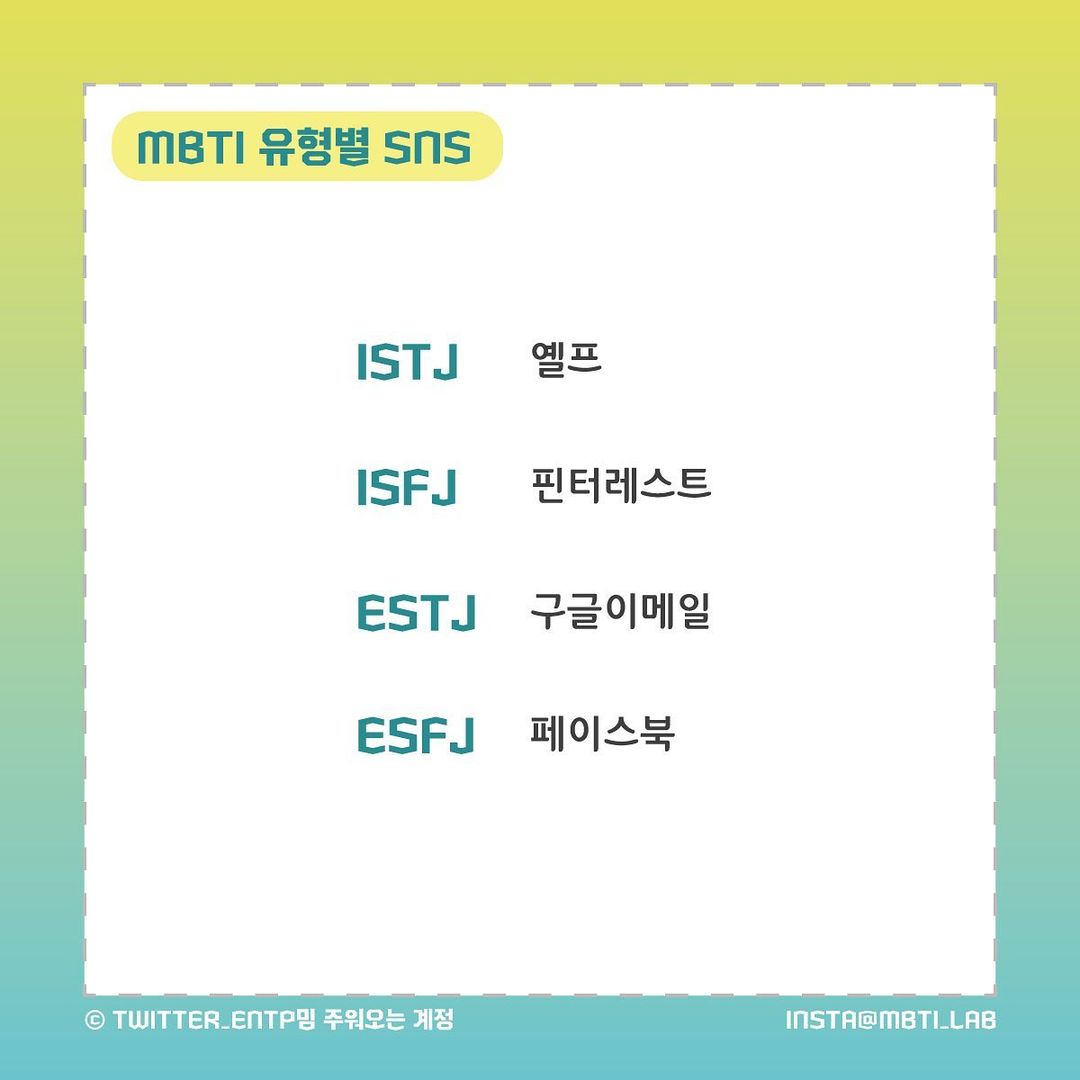 MBTI 유형별 SNS
ISTJ 옐프
ISFJ 핀터레스트
ESTJ 구글이메일
ESFJ 페이스북
© TWITTER_ENTP밈 주워오는 계정
INSTA@MBTI_LAB